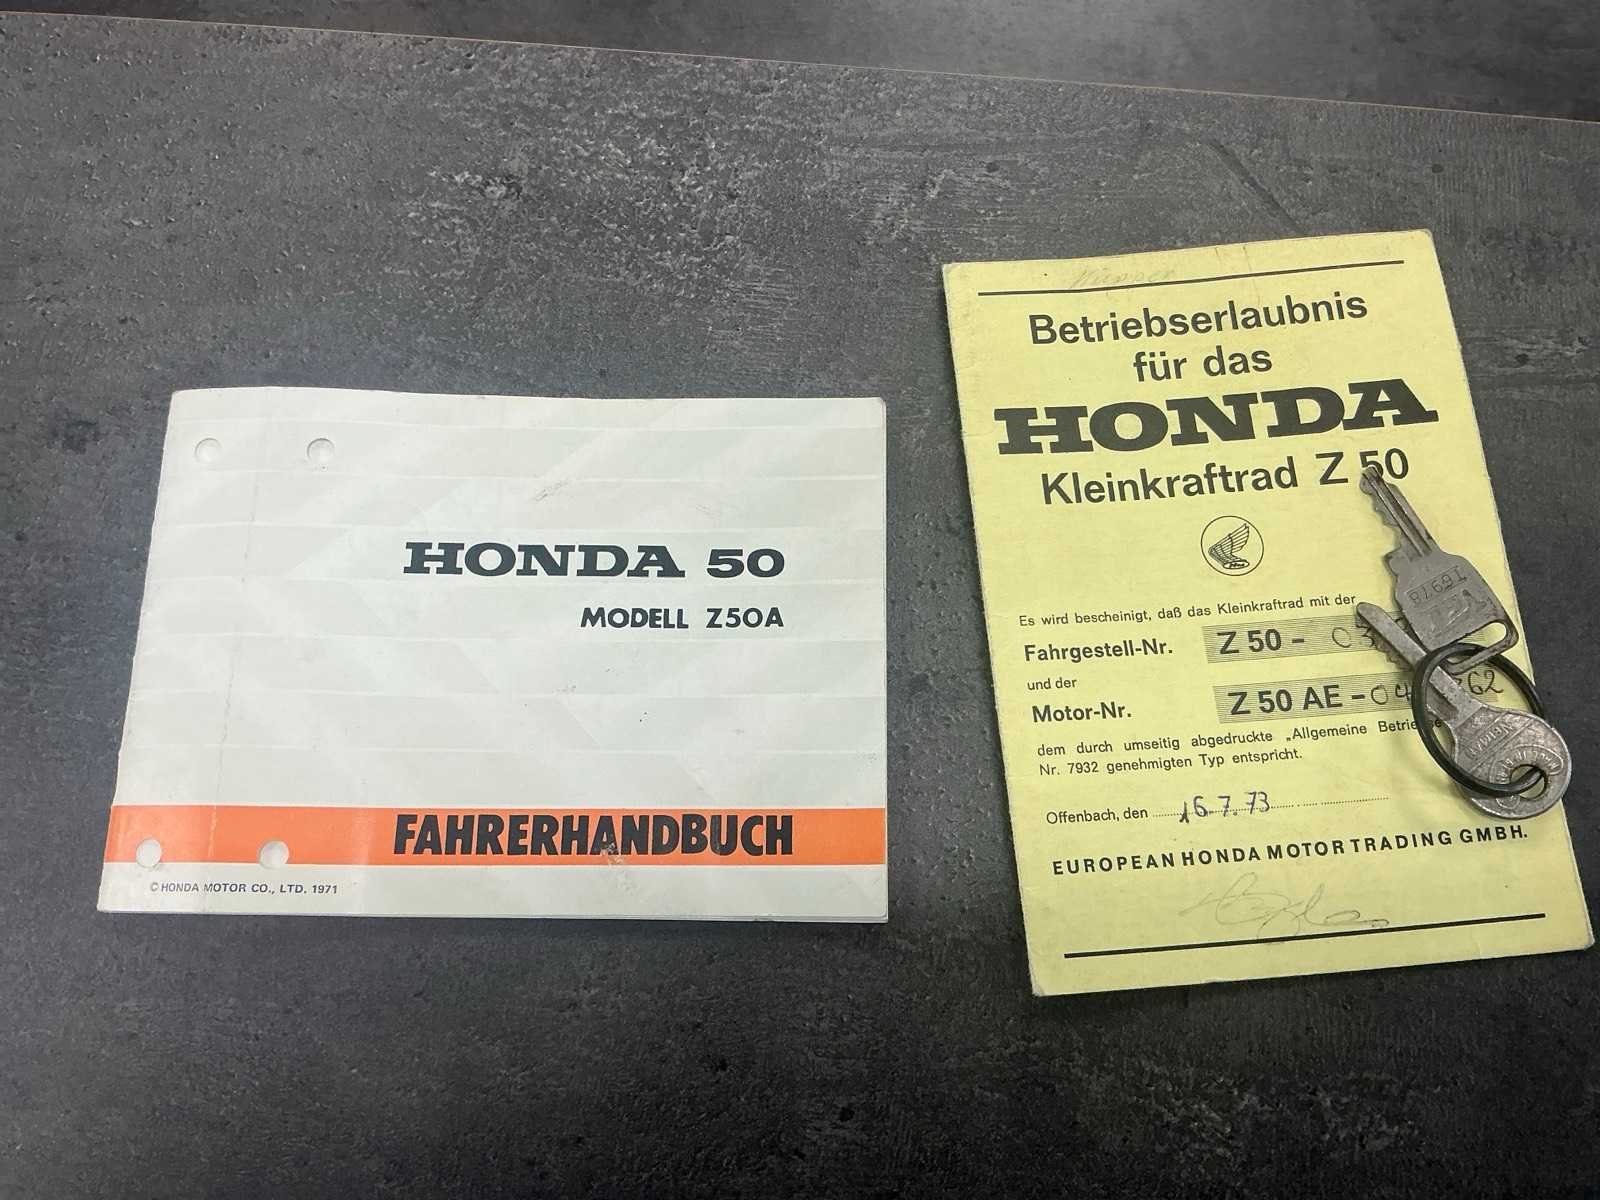 HONDA 50
MODELL Z50A
FAHRERHANDBUCH
© HONDA MOTOR CO., LTD. 1971
Betriebserlaubnis
für das
HONDA
Kleinkraftrad Z 50
Es wird bescheinigt, daß das Kleinkraftrad mit der
Fahrgestell-Nr. Z 50 -
und der
Motor-Nr. Z 50 AE -
dem durch umseitig abgedruckte „Allgemeine
Nr. 7932 genehmigten Typ entspricht.
Offenbach, den 16.7.73
EUROPEAN HONDA MOTOR TRADING GMBH.